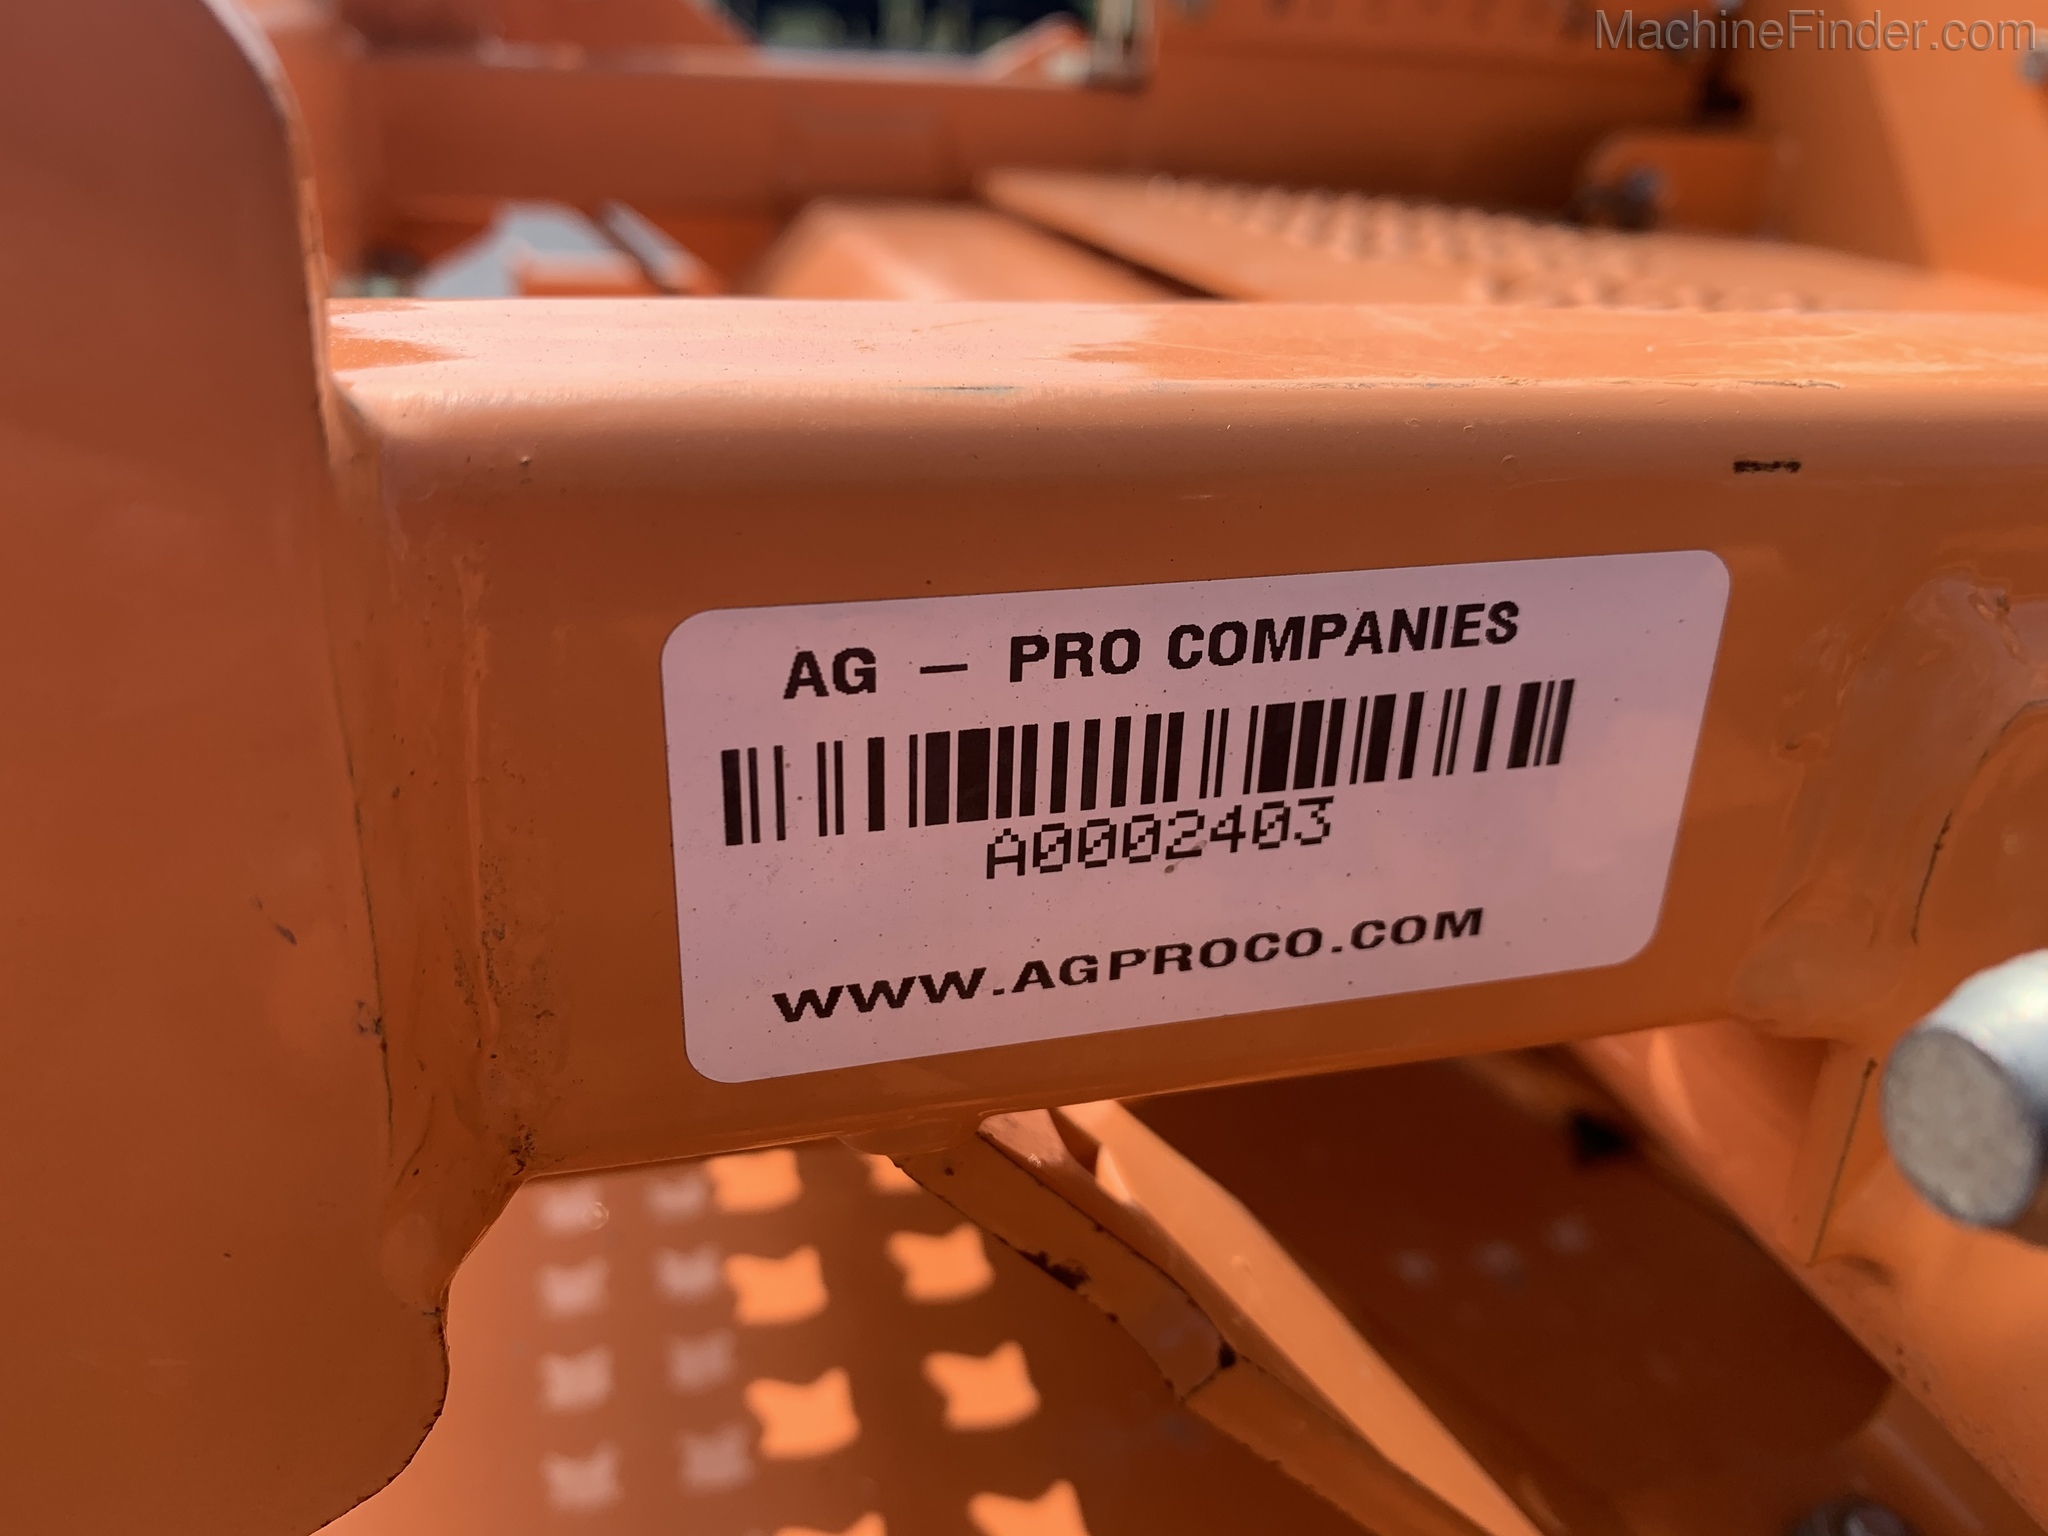 MachineFinder.com
AG - PRO COMPANIES
A0002403
WWW.AGPROCO.COM